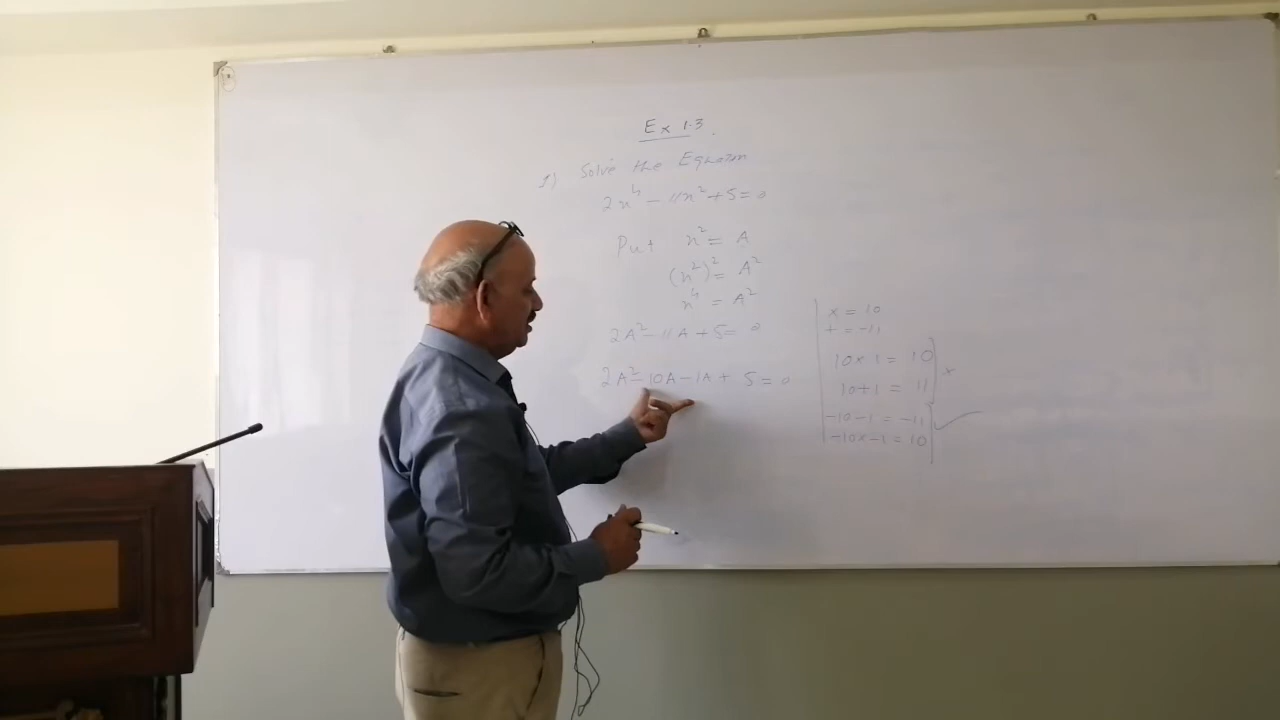 Ex 1.3
1) Solve the Equation
2x⁴ - 11x² + 5 = 0
Put x² = A
(x²)² = A²
x⁴ = A²
2A² - 11A + 5 = 0
2A² - 10A - 1A + 5 = 0
× = 10
+ = -11
10 × 1 = 10
10 + 1 = 11
-10 - 1 = -11
-10 × -1 = 10